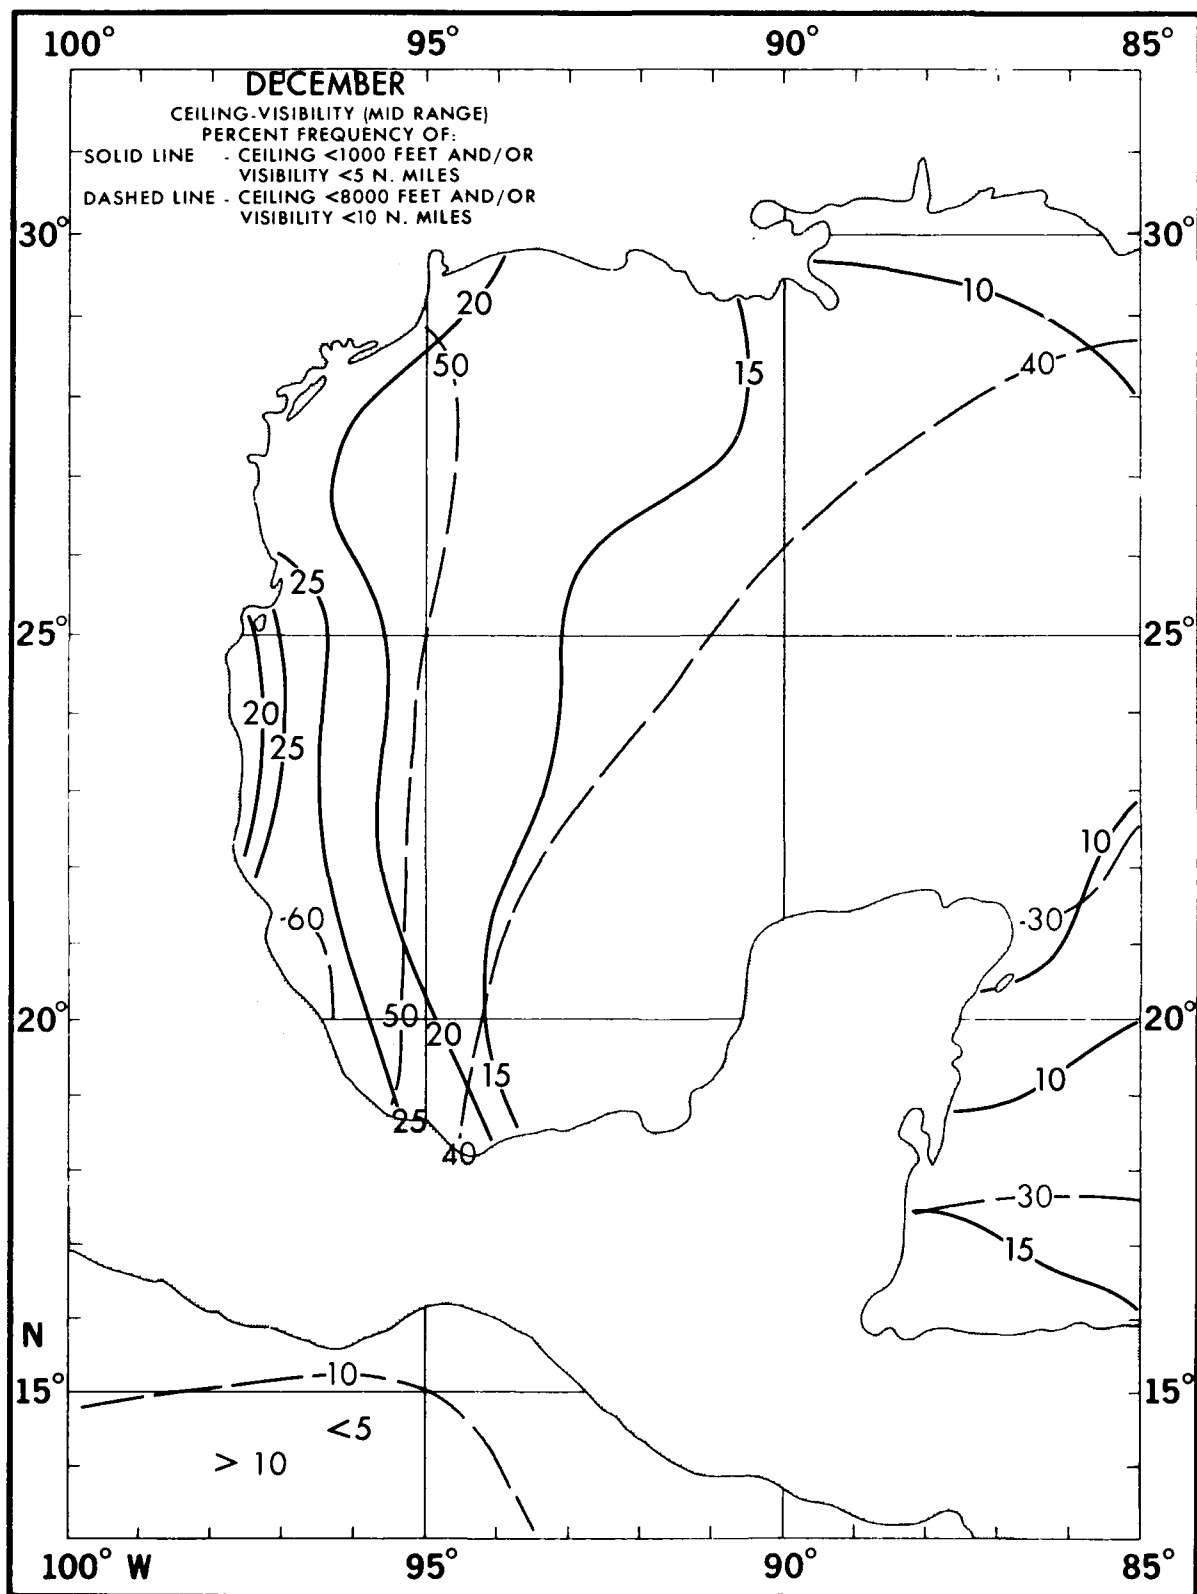 100° 95° 90° 85°
DECEMBER
CEILING-VISIBILITY (MID RANGE)
PERCENT FREQUENCY OF:
SOLID LINE - CEILING <1000 FEET AND/OR
VISIBILITY <5 N. MILES
DASHED LINE - CEILING <8000 FEET AND/OR
VISIBILITY <10 N. MILES
30° 30°
20 10
50 15 40
25
25° 25°
20
25
10
60 30
20° 50 20 20°
15 10
25
40
30
15
N
10
15° 15°
<5
> 10
100° W 95° 90° 85°